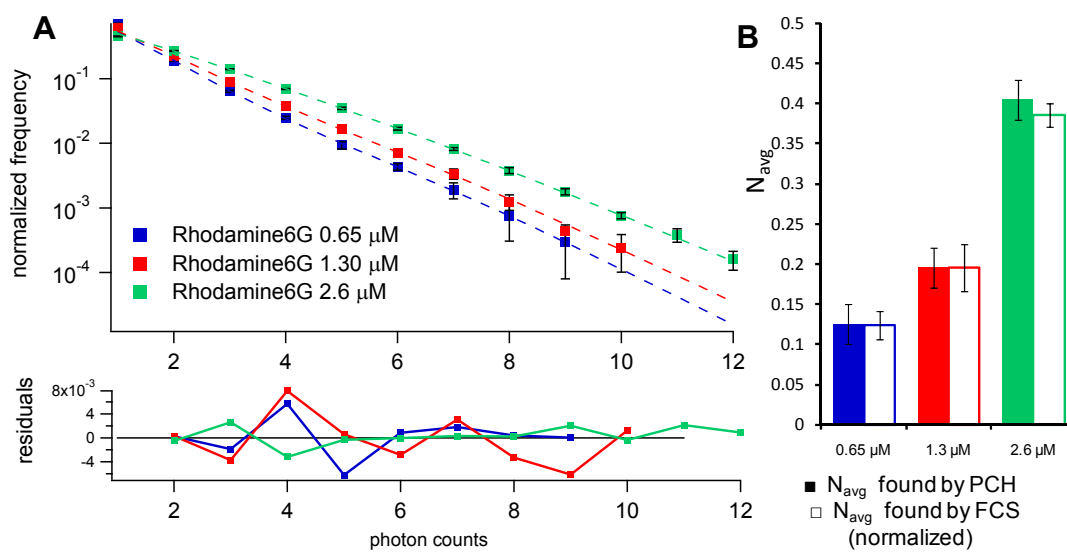 A
normalized frequency
10⁻¹
10⁻²
10⁻³
10⁻⁴
Rhodamine6G 0.65 μM
Rhodamine6G 1.30 μM
Rhodamine6G 2.6 μM
2 4 6 8 10 12
residuals
8x10⁻³
4
0
-4
2 4 6 8 10 12
photon counts
B
Navg
0.5
0.45
0.4
0.35
0.3
0.25
0.2
0.15
0.1
0.05
0
0.65 μM 1.3 μM 2.6 μM
Navg found by PCH
Navg found by FCS
(normalized)